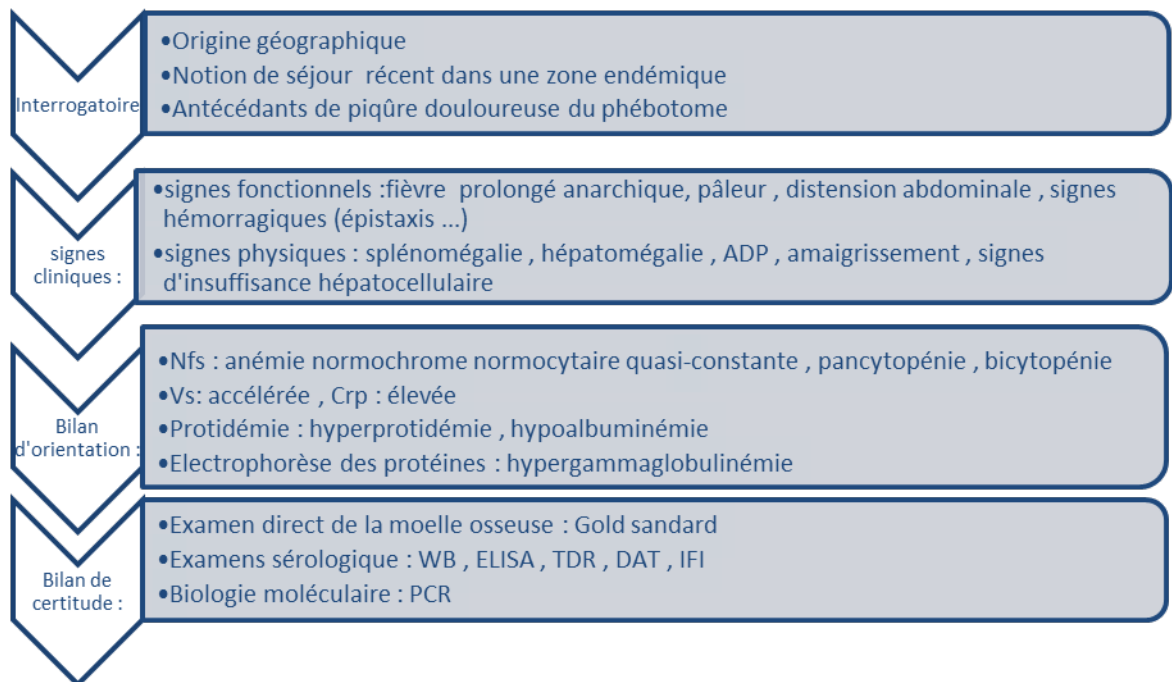 Interrogatoire
•Origine géographique
•Notion de séjour  récent dans une zone endémique
•Antécédants de piqûre douloureuse du phébotome
signes
cliniques :
•signes fonctionnels :fièvre  prolongé anarchique, pâleur , distension abdominale , signes
hémorragiques (épistaxis ...)
•signes physiques : splénomégalie , hépatomégalie , ADP , amaigrissement , signes
d'insuffisance hépatocellulaire
Bilan
d'orientation :
•Nfs : anémie normochrome normocytaire quasi-constante , pancytopénie , bicytopénie
•Vs: accélérée , Crp : élevée
•Protidémie : hyperprotidémie , hypoalbuminémie
•Electrophorèse des protéines : hypergammaglobulinémie
Bilan de
certitude :
•Examen direct de la moelle osseuse : Gold sandard
•Examens sérologique : WB , ELISA , TDR , DAT , IFI
•Biologie moléculaire : PCR